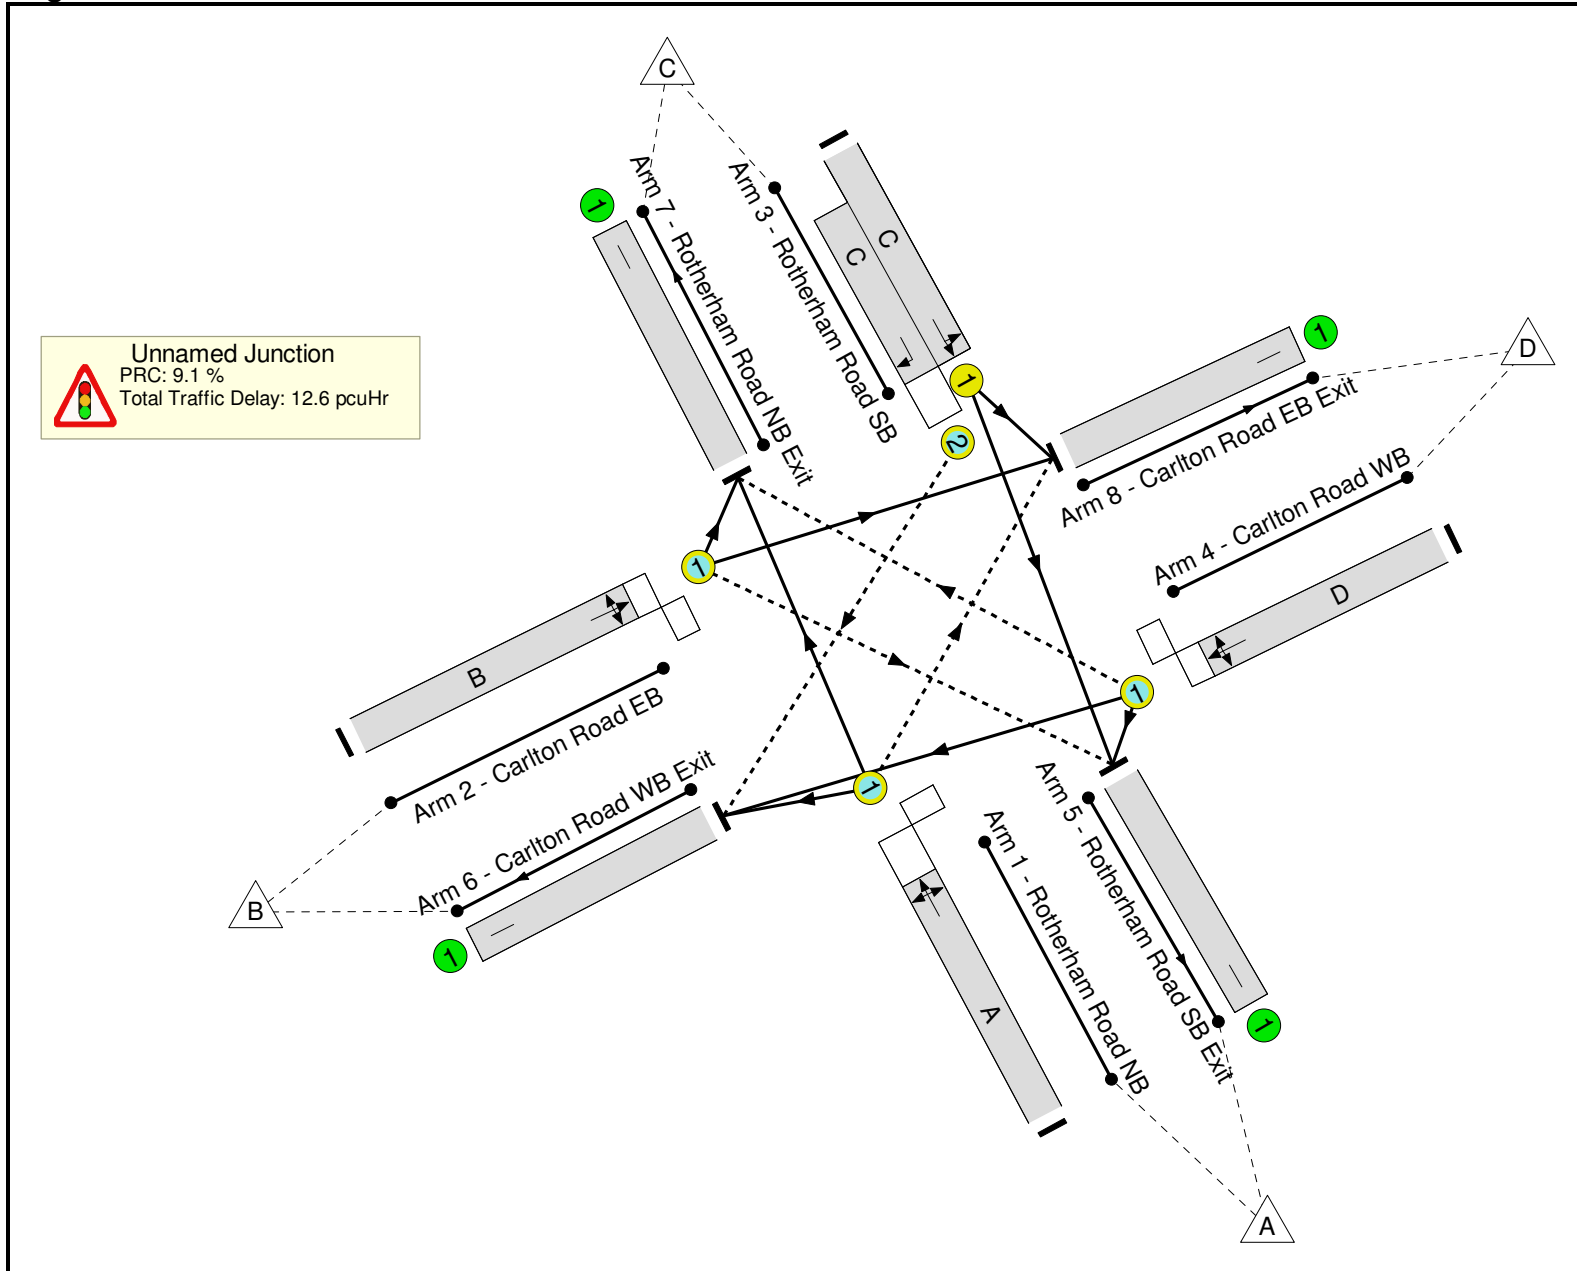 C
Arm 7 - Rotherham Road NB Exit
Arm 3 - Rotherham Road SB
C
C
1
1
2
1
D
Arm 8 - Carlton Road EB Exit
Arm 4 - Carlton Road WB
D
Unnamed Junction
PRC: 9.1 %
Total Traffic Delay: 12.6 pcuHr
1
B
Arm 2 - Carlton Road EB
1
1
Arm 6 - Carlton Road WB Exit
B
1
A
Arm 1 - Rotherham Road NB
Arm 5 - Rotherham Road SB Exit
1
A